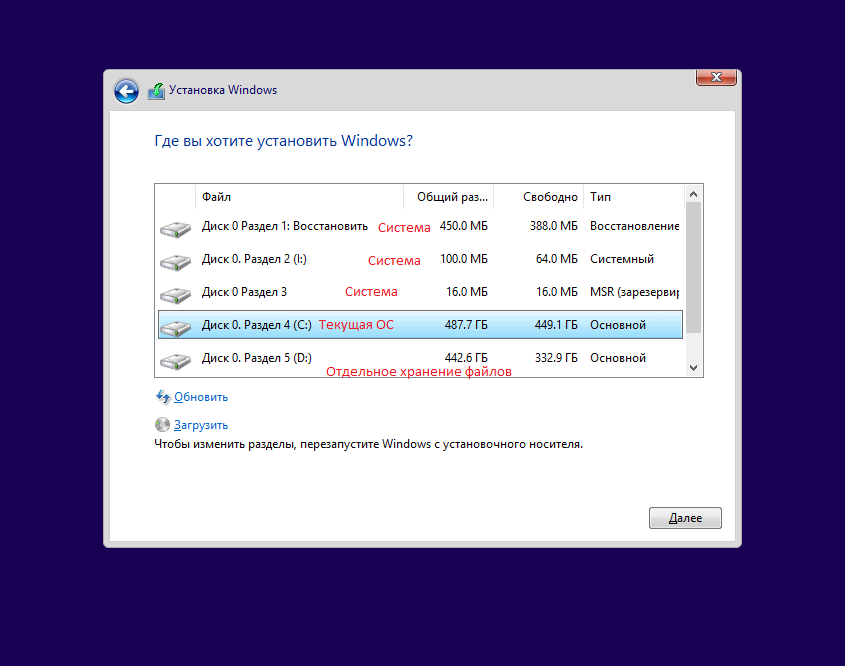 Установка Windows
Где вы хотите установить Windows?
Файл Общий раз... Свободно Тип
Диск 0 Раздел 1: Восстановить Система 450.0 МБ 388.0 МБ Восстановление
Диск 0. Раздел 2 (I:) Система 100.0 МБ 64.0 МБ Системный
Диск 0 Раздел 3 Система 16.0 МБ 16.0 МБ MSR (зарезервир
Диск 0. Раздел 4 (C:) Текущая ОС 487.7 ГБ 449.1 ГБ Основной
Диск 0. Раздел 5 (D:) 442.6 ГБ 332.9 ГБ Основной
Отдельное хранение файлов
Обновить
Загрузить
Чтобы изменить разделы, перезапустите Windows с установочного носителя.
Далее